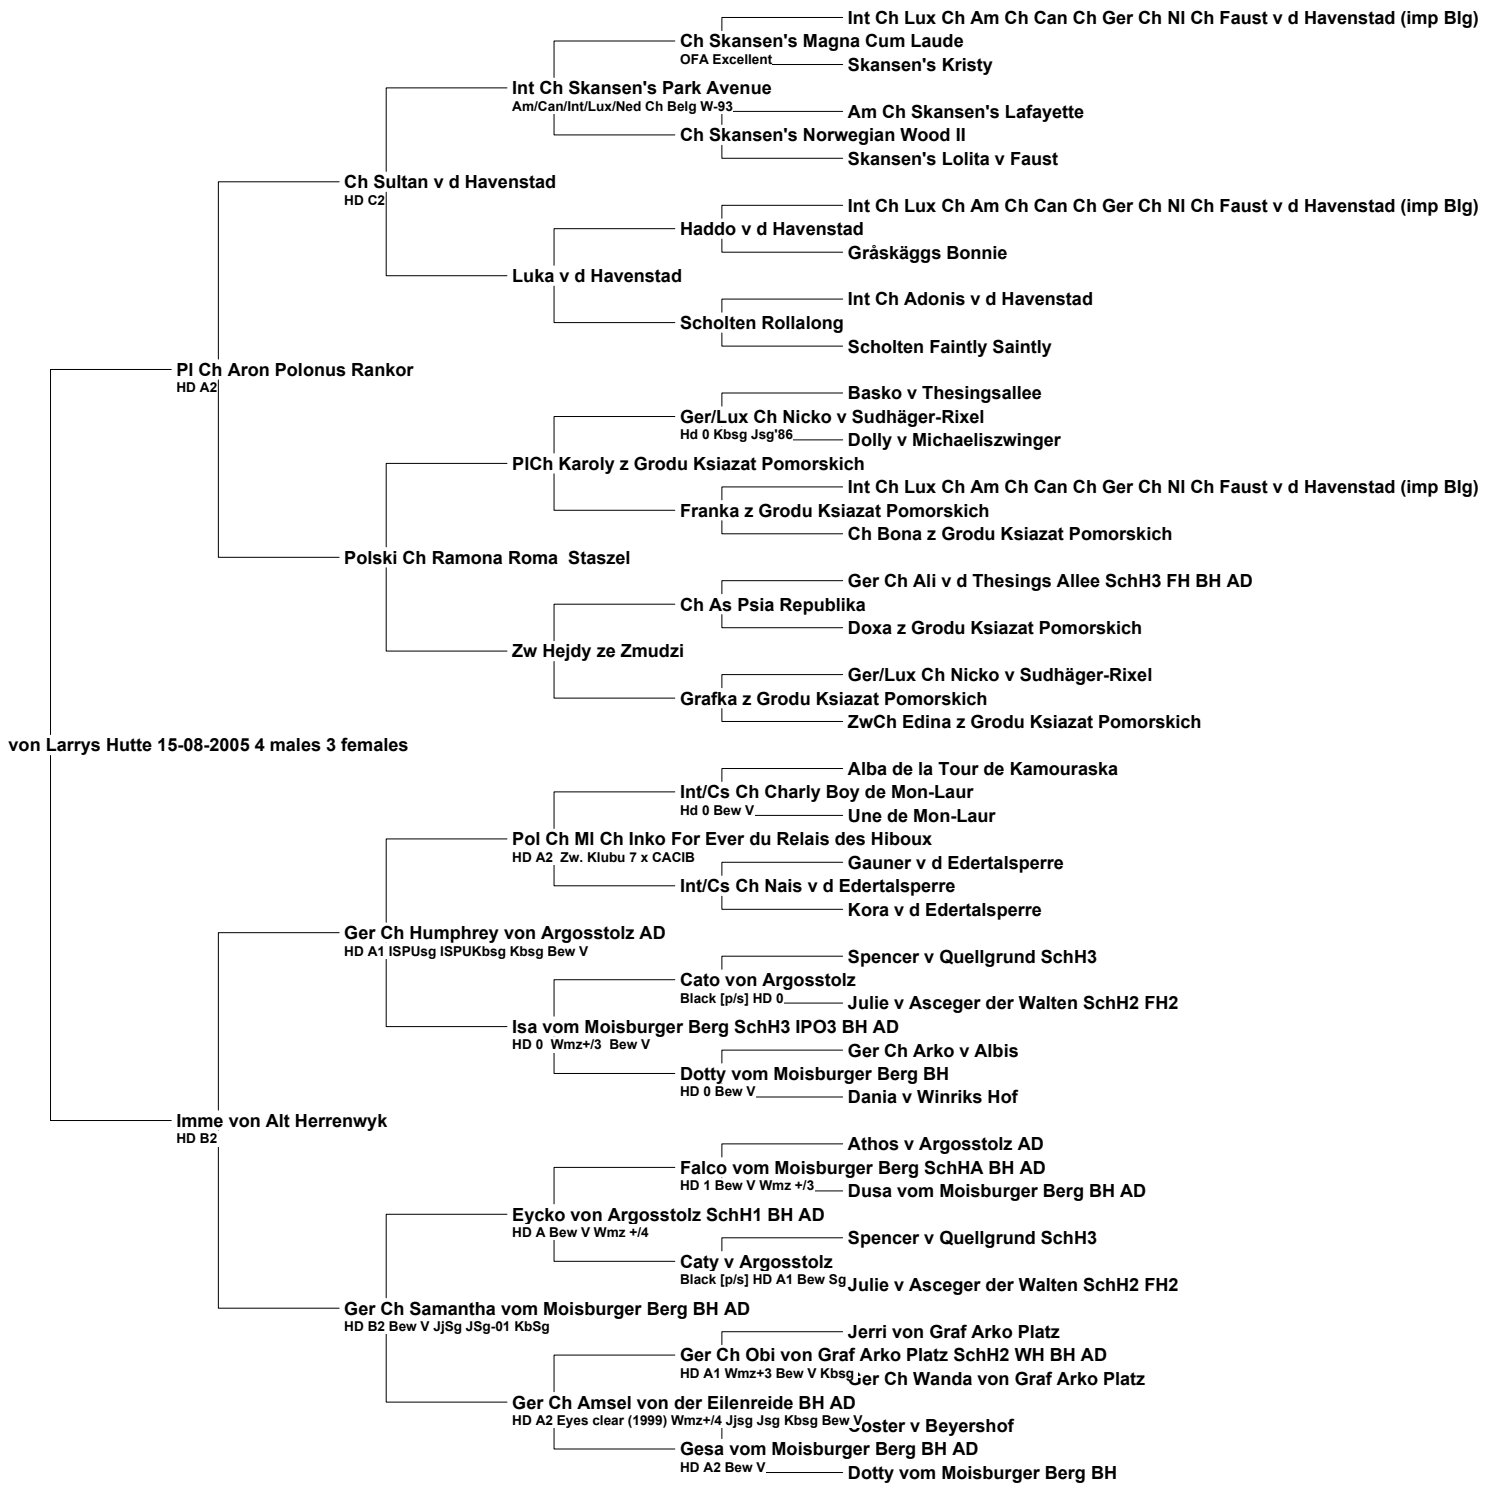 Int Ch Lux Ch Am Ch Can Ch Ger Ch Nl Ch Faust v d Havenstad (imp Blg)
Ch Skansen's Magna Cum Laude
OFA Excellent
Skansen's Kristy
Int Ch Skansen's Park Avenue
Am/Can/Int/Lux/Ned Ch Belg W-93
Am Ch Skansen's Lafayette
Ch Skansen's Norwegian Wood II
Skansen's Lolita v Faust
Ch Sultan v d Havenstad
HD C2
Int Ch Lux Ch Am Ch Can Ch Ger Ch Nl Ch Faust v d Havenstad (imp Blg)
Haddo v d Havenstad
Gråskäggs Bonnie
Luka v d Havenstad
Int Ch Adonis v d Havenstad
Scholten Rollalong
Scholten Faintly Saintly
Pl Ch Aron Polonus Rankor
HD A2
Basko v Thesingsallee
Ger/Lux Ch Nicko v Sudhäger-Rixel
Hd 0 Kbsg Jsg'86
Dolly v Michaeliszwinger
PlCh Karoly z Grodu Ksiazat Pomorskich
Int Ch Lux Ch Am Ch Can Ch Ger Ch Nl Ch Faust v d Havenstad (imp Blg)
Franka z Grodu Ksiazat Pomorskich
Ch Bona z Grodu Ksiazat Pomorskich
Polski Ch Ramona Roma  Staszel
Ger Ch Ali v d Thesings Allee SchH3 FH BH AD
Ch As Psia Republika
Doxa z Grodu Ksiazat Pomorskich
Zw Hejdy ze Zmudzi
Ger/Lux Ch Nicko v Sudhäger-Rixel
Grafka z Grodu Ksiazat Pomorskich
ZwCh Edina z Grodu Ksiazat Pomorskich
von Larrys Hutte 15-08-2005 4 males 3 females
Alba de la Tour de Kamouraska
Int/Cs Ch Charly Boy de Mon-Laur
Hd 0 Bew V
Une de Mon-Laur
Pol Ch Ml Ch Inko For Ever du Relais des Hiboux
HD A2  Zw. Klubu 7 x CACIB
Gauner v d Edertalsperre
Int/Cs Ch Nais v d Edertalsperre
Kora v d Edertalsperre
Ger Ch Humphrey von Argosstolz AD
HD A1 ISPUsg ISPUKbsg Kbsg Bew V
Spencer v Quellgrund SchH3
Cato von Argosstolz
Black [p/s] HD 0
Julie v Asceger der Walten SchH2 FH2
Isa vom Moisburger Berg SchH3 IPO3 BH AD
HD 0  Wmz+/3  Bew V
Ger Ch Arko v Albis
Dotty vom Moisburger Berg BH
HD 0 Bew V
Dania v Winriks Hof
Imme von Alt Herrenwyk
HD B2
Athos v Argosstolz AD
Falco vom Moisburger Berg SchHA BH AD
HD 1 Bew V Wmz +/3
Dusa vom Moisburger Berg BH AD
Eycko von Argosstolz SchH1 BH AD
HD A Bew V Wmz +/4
Spencer v Quellgrund SchH3
Caty v Argosstolz
Black [p/s] HD A1 Bew Sg
Julie v Asceger der Walten SchH2 FH2
Ger Ch Samantha vom Moisburger Berg BH AD
HD B2 Bew V JjSg JSg-01 KbSg
Jerri von Graf Arko Platz
Ger Ch Obi von Graf Arko Platz SchH2 WH BH AD
HD A1 Wmz+3 Bew V Kbsg
Ger Ch Wanda von Graf Arko Platz
Ger Ch Amsel von der Eilenreide BH AD
HD A2 Eyes clear (1999) Wmz+/4 Jjsg Jsg Kbsg Bew V
v Beyershof
Gesa vom Moisburger Berg BH AD
HD A2 Bew V
Dotty vom Moisburger Berg BH